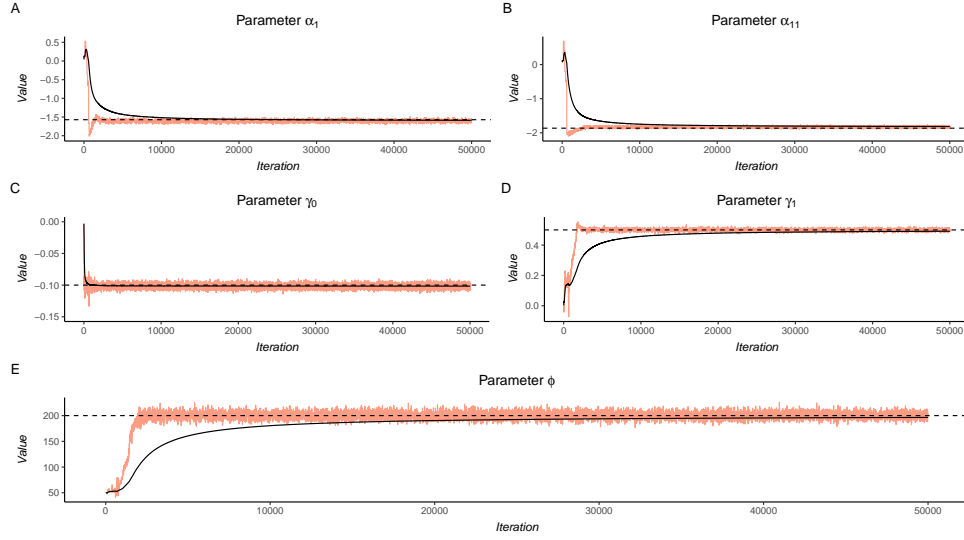 A
Parameter α1
0.5
0.0
−0.5
−1.0
−1.5
−2.0
Value
0
10000
20000
30000
40000
50000
Iteration
B
Parameter α11
0
−1
−2
Value
0
10000
20000
30000
40000
50000
Iteration
C
Parameter γ0
0.00
−0.05
−0.10
−0.15
Value
0
10000
20000
30000
40000
50000
Iteration
D
Parameter γ1
0.4
0.2
0.0
Value
0
10000
20000
30000
40000
50000
Iteration
E
Parameter ϕ
200
150
100
50
Value
0
10000
20000
30000
40000
50000
Iteration